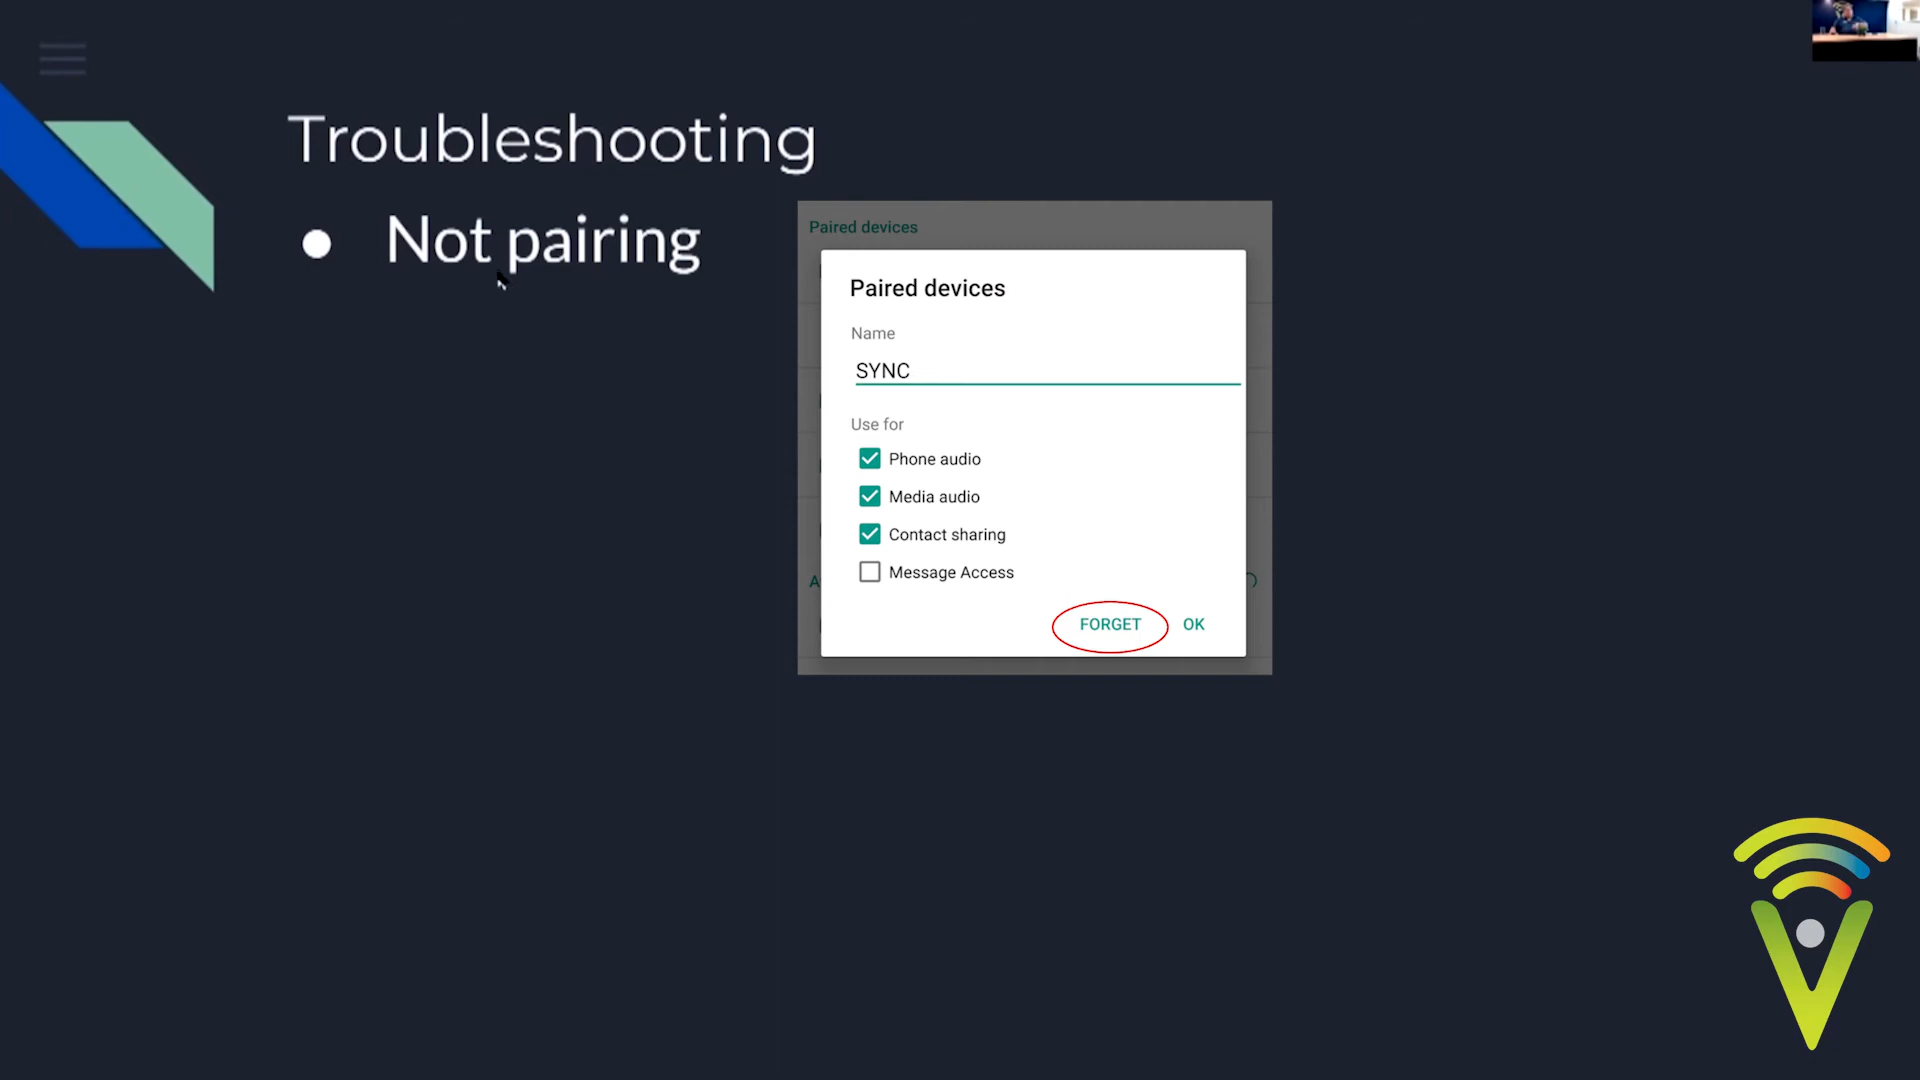 Troubleshooting
● Not pairing
Paired devices
Paired devices
Name
SYNC
Use for
Phone audio
Media audio
Contact sharing
Message Access
FORGET OK